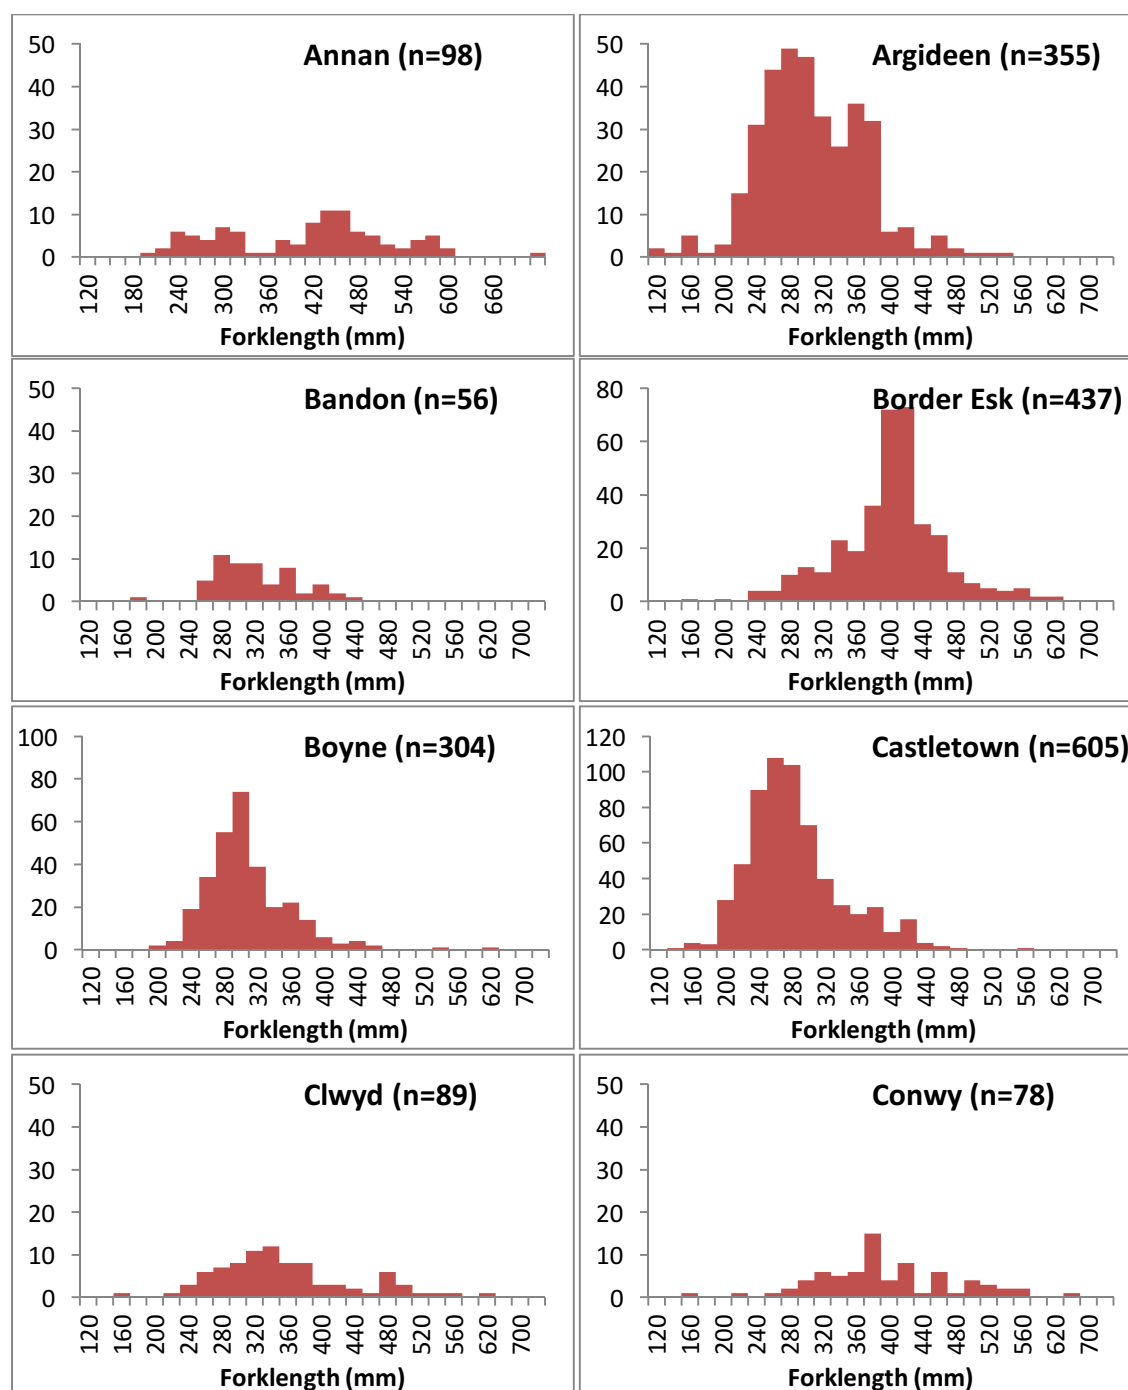 Annan (n=98)
50
40
30
20
10
0
120 180 240 300 360 420 480 540 600 660
Forklength (mm)
Argideen (n=355)
50
40
30
20
10
0
120 160 200 240 280 320 360 400 440 480 520 560 620 700
Forklength (mm)
Bandon (n=56)
50
40
30
20
10
0
120 160 200 240 280 320 360 400 440 480 520 560 620 700
Forklength (mm)
Border Esk (n=437)
80
60
40
20
0
120 160 200 240 280 320 360 400 440 480 520 560 620 700
Forklength (mm)
Boyne (n=304)
100
80
60
40
20
0
120 160 200 240 280 320 360 400 440 480 520 560 620 700
Forklength (mm)
Castletown (n=605)
120
100
80
60
40
20
0
120 160 200 240 280 320 360 400 440 480 520 560 620 700
Forklength (mm)
Clwyd (n=89)
50
40
30
20
10
0
120 160 200 240 280 320 360 400 440 480 520 560 620 700
Forklength (mm)
Conwy (n=78)
50
40
30
20
10
0
120 160 200 240 280 320 360 400 440 480 520 560 620 700
Forklength (mm)